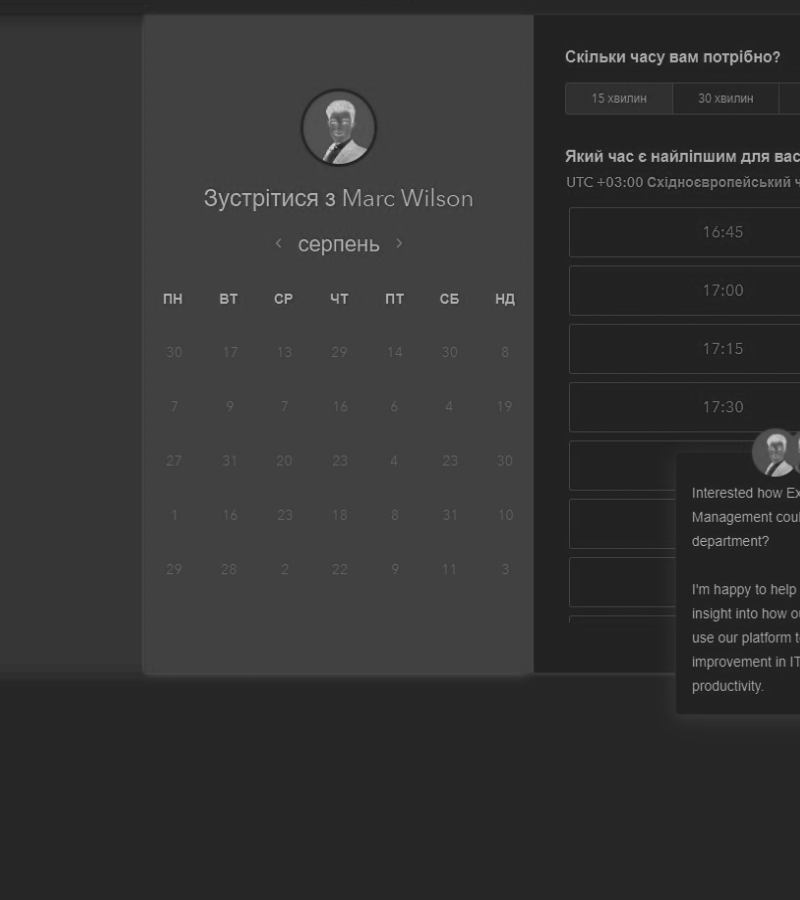 Зустрітися з Marc Wilson
серпень
ПН ВТ СР ЧТ ПТ СБ НД
30 17 13 29 14 30 8
7 9 7 16 6 4 19
27 31 20 23 4 23 30
1 16 23 18 8 31 10
29 28 2 22 9 11 3
Скільки часу вам потрібно?
15 хвилин 30 хвилин
Який час є найліпшим для вас
UTC +03:00 Східноєвропейський
16:45
17:00
17:15
17:30
Interested how
Management
department?
I'm happy to help
insight into how
use our platform
improvement in IT
productivity.